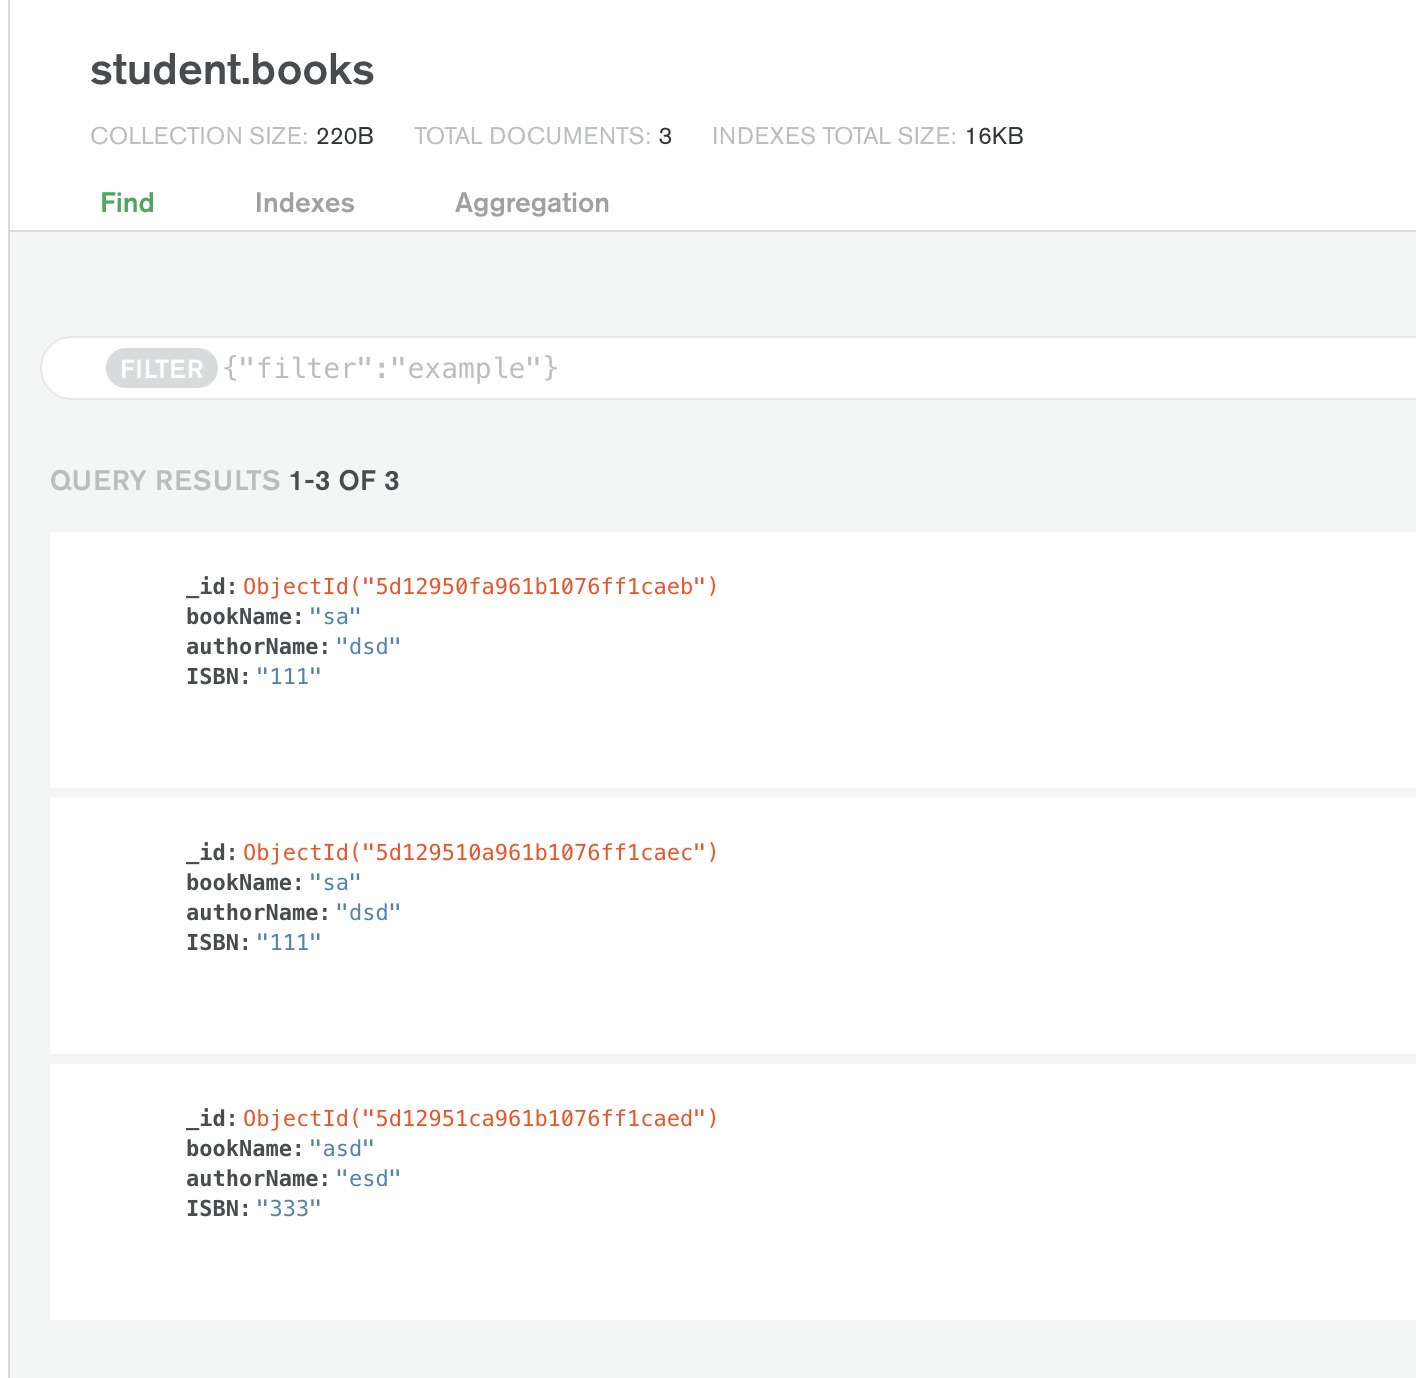 student.books
COLLECTION SIZE: 220B TOTAL DOCUMENTS: 3 INDEXES TOTAL SIZE: 16KB
Find Indexes Aggregation
FILTER {"filter":"example"}
QUERY RESULTS 1-3 OF 3
_id: ObjectId("5d12950fa961b1076ff1caeb")
bookName: "sa"
authorName: "dsd"
ISBN: "111"
_id: ObjectId("5d129510a961b1076ff1caec")
bookName: "sa"
authorName: "dsd"
ISBN: "111"
_id: ObjectId("5d12951ca961b1076ff1caed")
bookName: "asd"
authorName: "esd"
ISBN: "333"